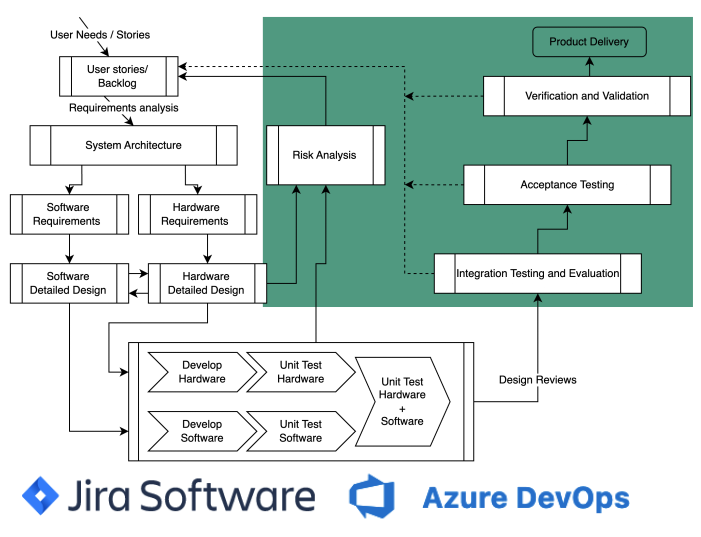 User Needs / Stories
Product Delivery
User stories/
Backlog
Verification and Validation
Requirements analysis
System Architecture
Risk Analysis
Acceptance Testing
Software
Requirements
Hardware
Requirements
Software
Detailed Design
Hardware
Detailed Design
Integration Testing and Evaluation
Develop
Hardware
Unit Test
Hardware
Unit Test
Hardware
+
Software
Design Reviews
Develop
Software
Unit Test
Software
Jira Software
Azure DevOps